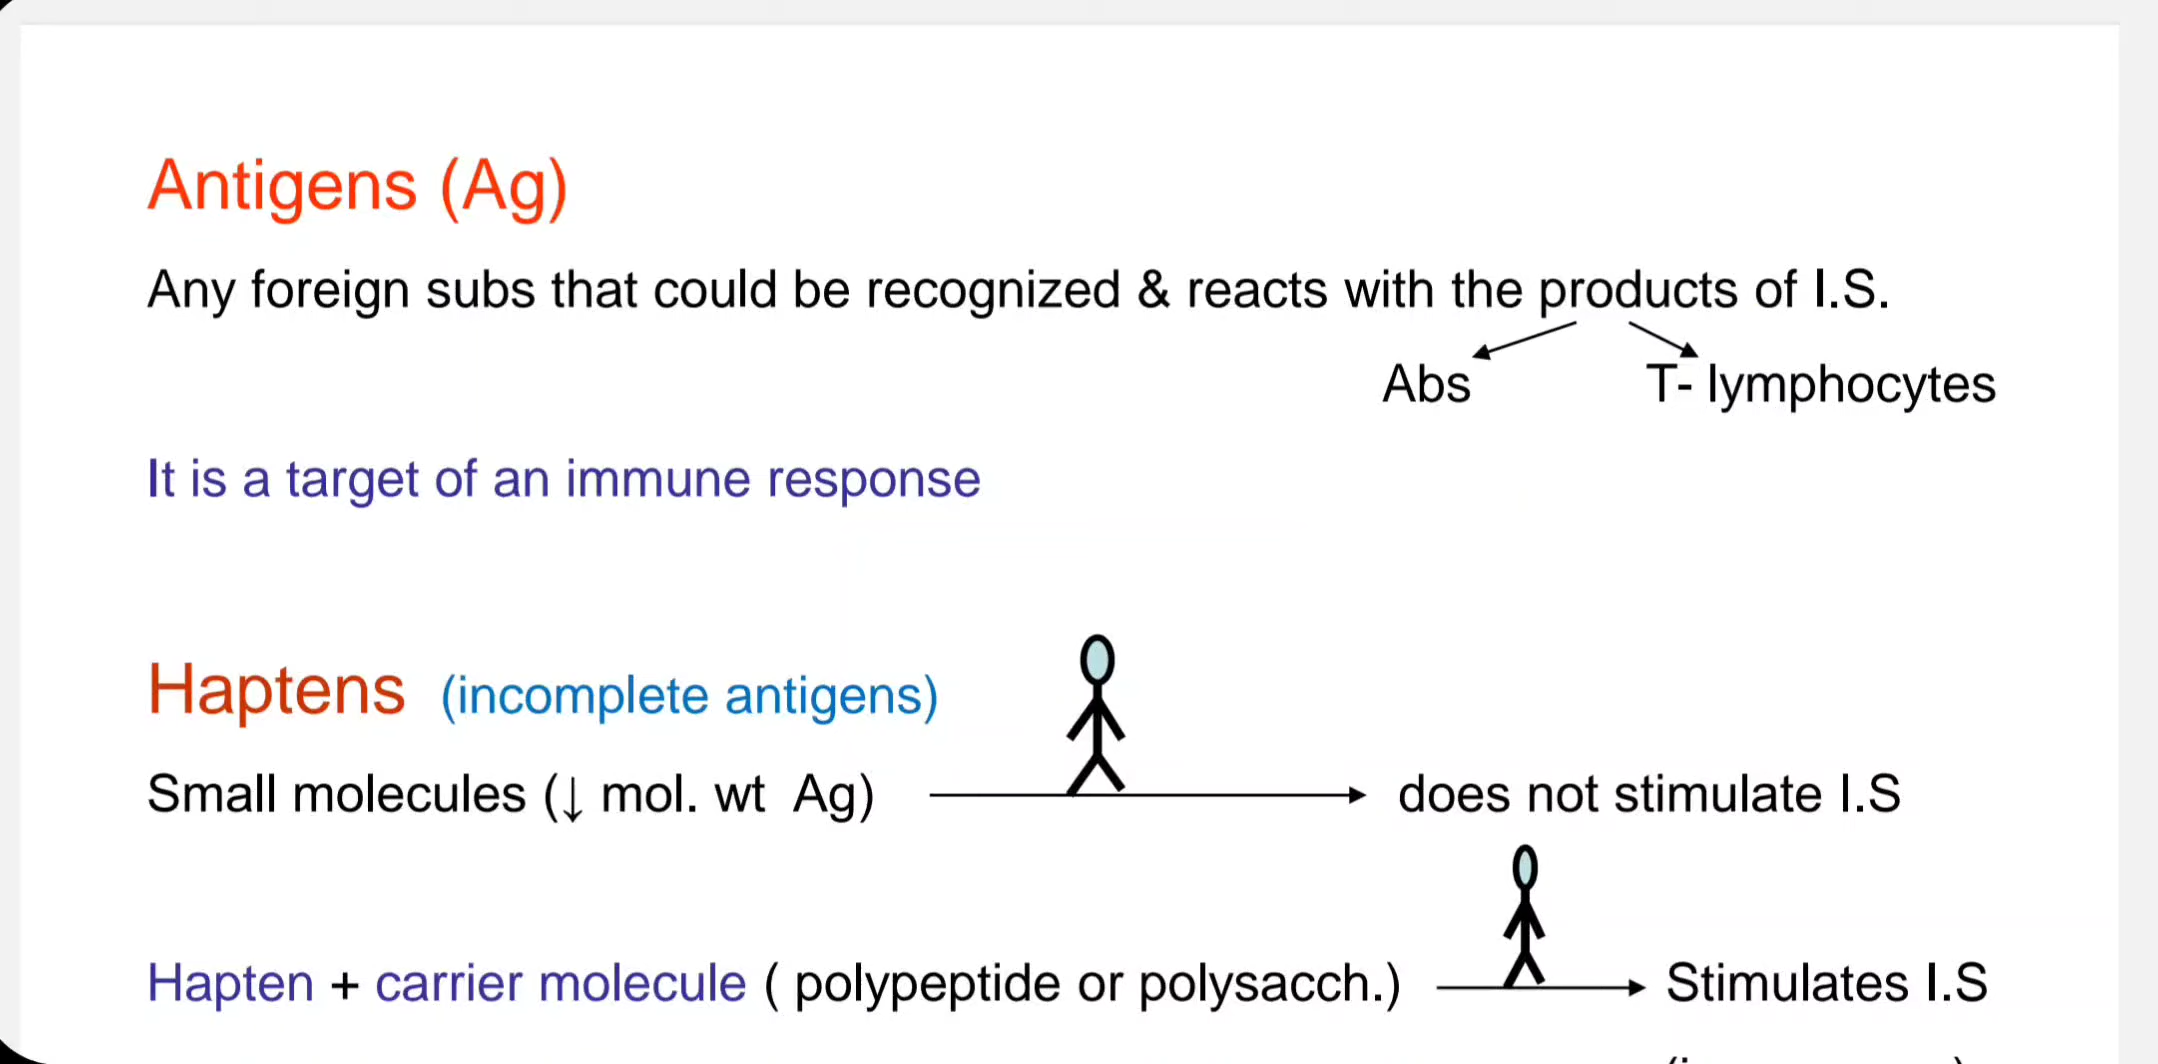 Antigens (Ag)
Any foreign subs that could be recognized & reacts with the products of I.S.
Abs T- lymphocytes
It is a target of an immune response
Haptens (incomplete antigens)
Small molecules (↓ mol. wt Ag) does not stimulate I.S
Hapten + carrier molecule ( polypeptide or polysacch.) Stimulates I.S